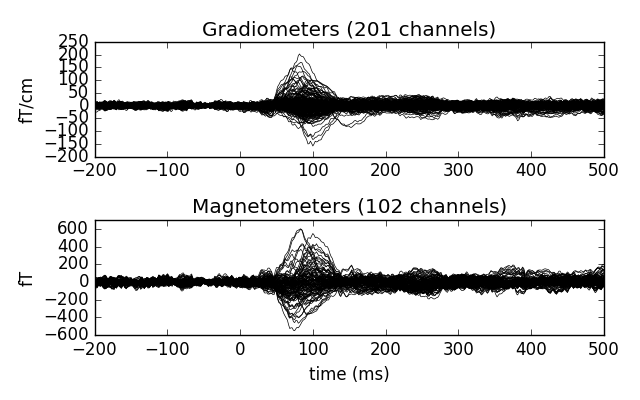 Gradiometers (201 channels)
250
200
150
100
50
0
−50
−100
−150
−200
fT/cm
−200 −100 0 100 200 300 400 500
Magnetometers (102 channels)
600
400
200
0
−200
−400
−600
fT
−200 −100 0 100 200 300 400 500
time (ms)